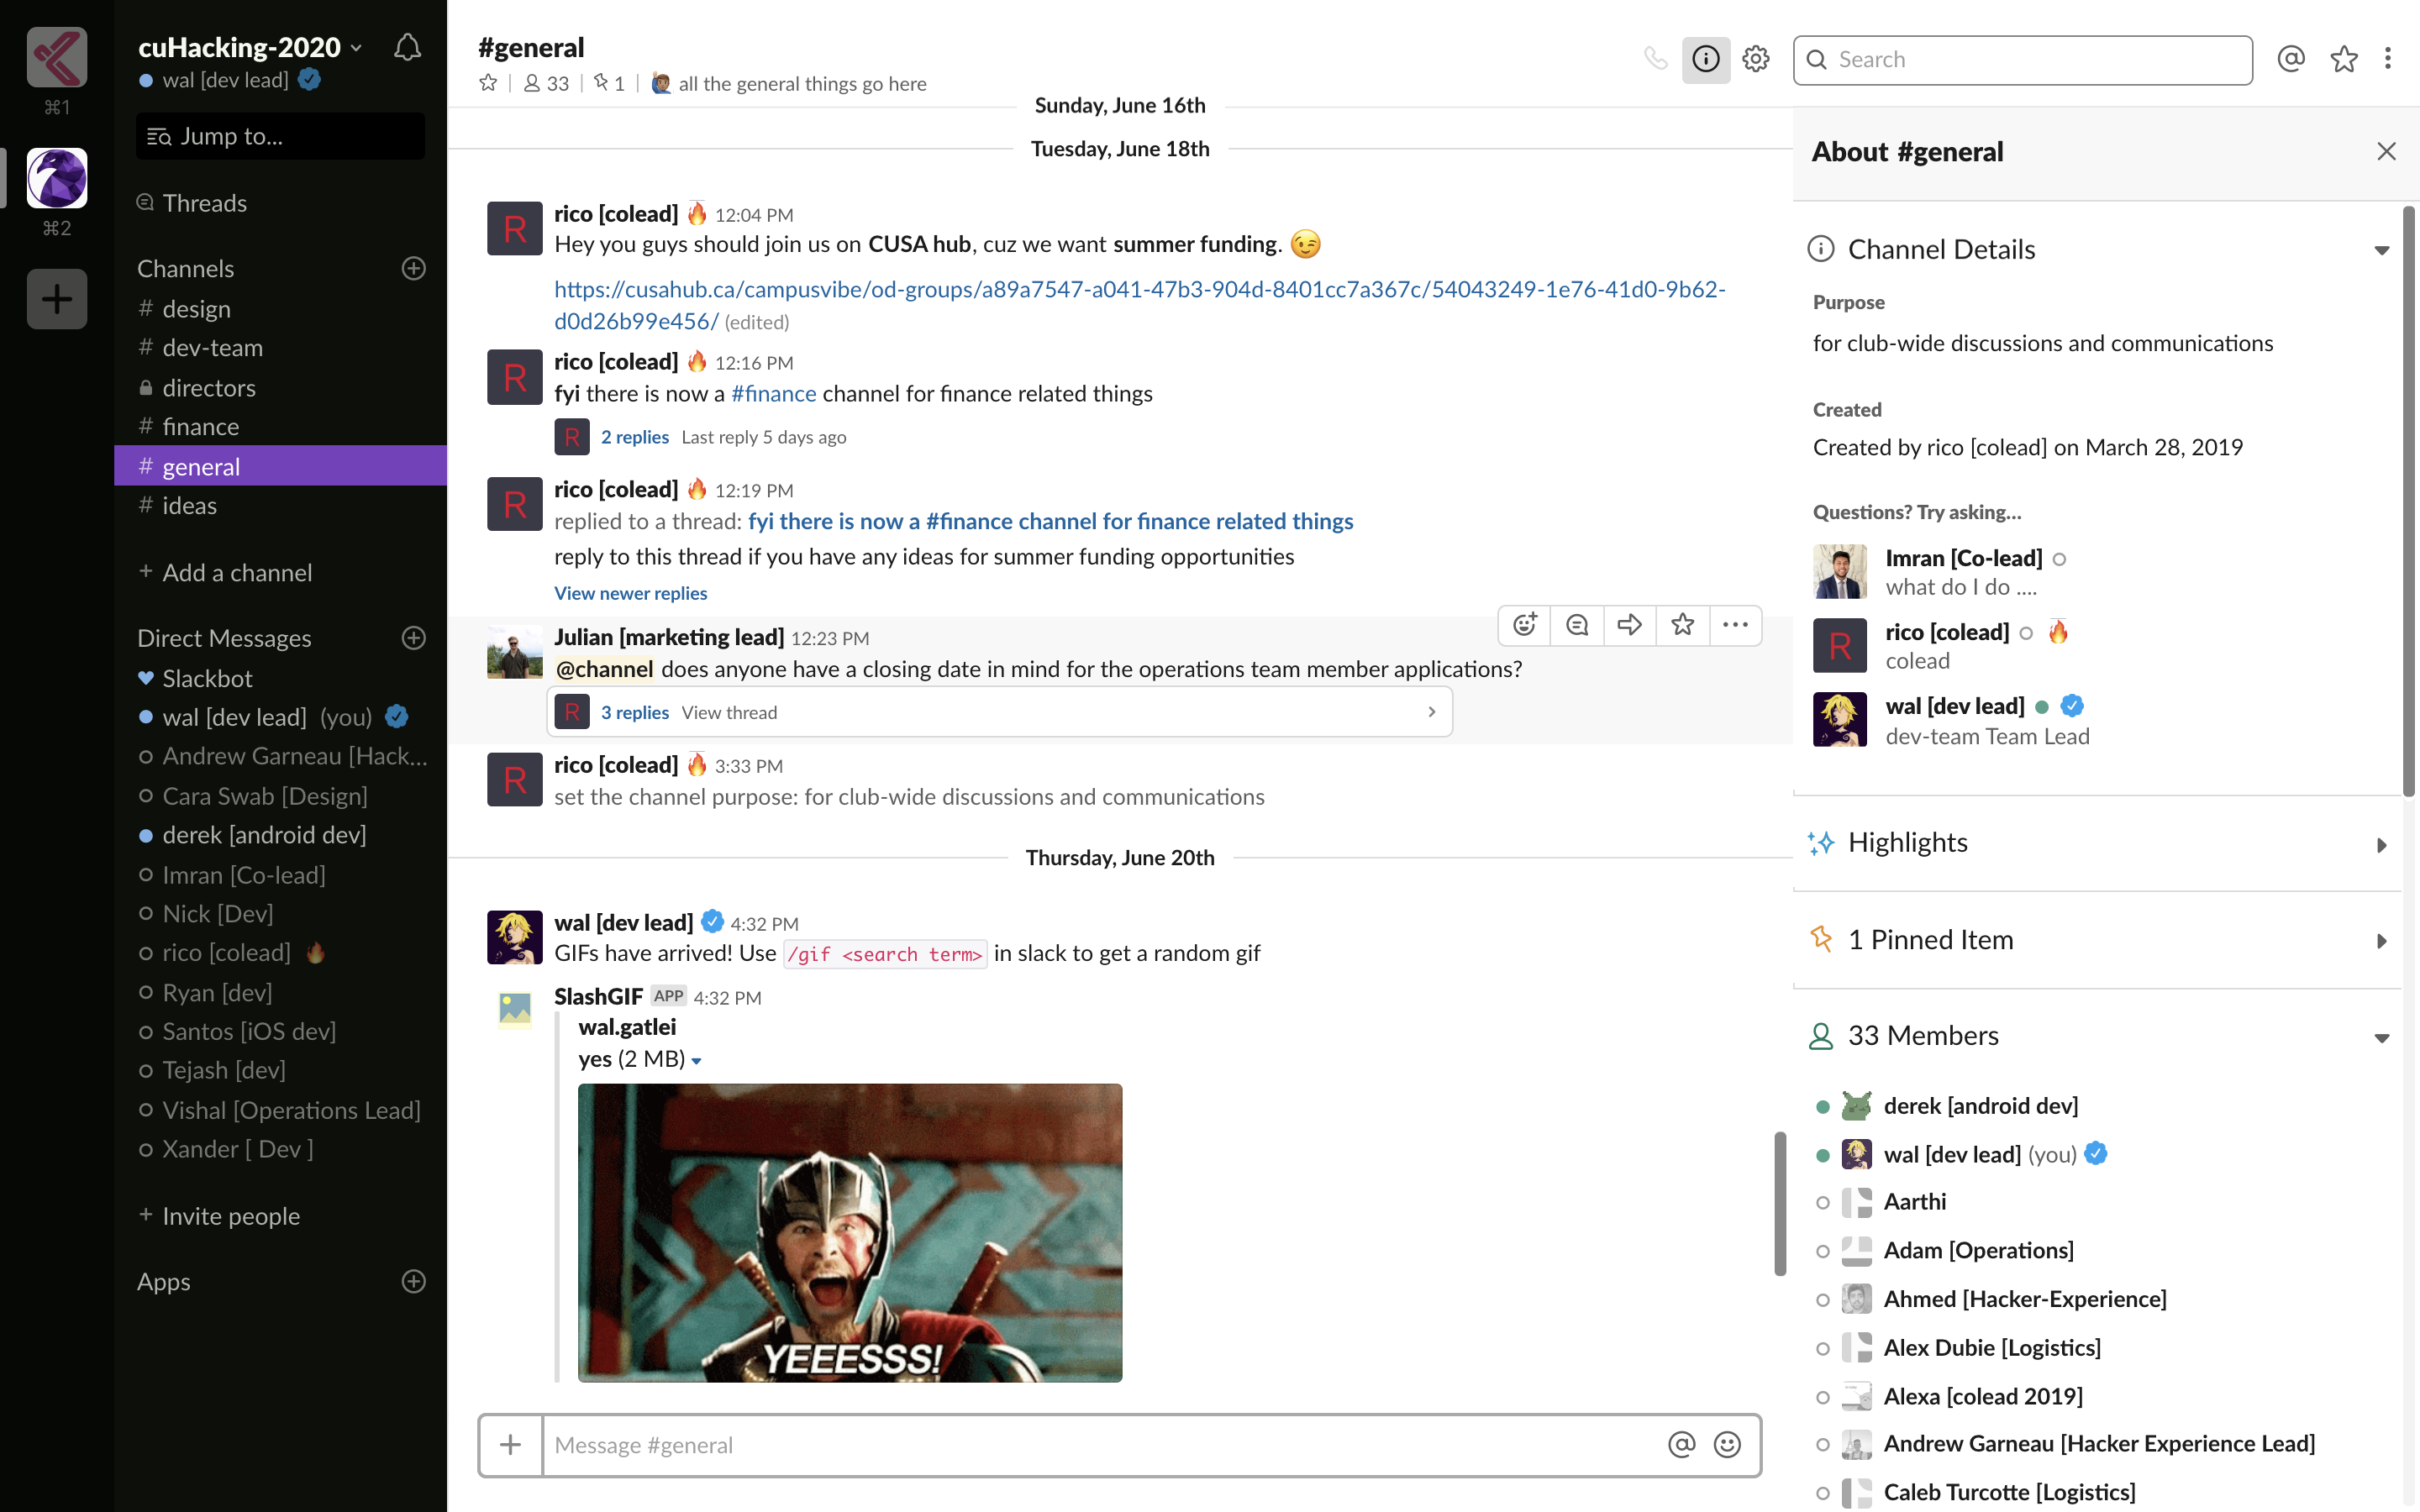 ⌘1
⌘2
cuHacking-2020
wal [dev lead]
Jump to...
Threads
Channels
# design
# dev-team
directors
# finance
# general
# ideas
+ Add a channel
Direct Messages
Slackbot
wal [dev lead] (you)
Andrew Garneau [Hack...
Cara Swab [Design]
derek [android dev]
Imran [Co-lead]
Nick [Dev]
rico [colead] 🔥
Ryan [dev]
Santos [iOS dev]
Tejash [dev]
Vishal [Operations Lead]
Xander [ Dev ]
+ Invite people
Apps
#general
33 | 1 | 🙋🏽‍♂️ all the general things go here
Search
Sunday, June 16th
Tuesday, June 18th
R
rico [colead] 🔥 12:04 PM
Hey you guys should join us on CUSA hub, cuz we want summer funding. 😉
https://cusahub.ca/campusvibe/od-groups/a89a7547-a041-47b3-904d-8401cc7a367c/54043249-1e76-41d0-9b62-
d0d26b99e456/ (edited)
R
rico [colead] 🔥 12:16 PM
fyi there is now a #finance channel for finance related things
R 2 replies Last reply 5 days ago
R
rico [colead] 🔥 12:19 PM
replied to a thread: fyi there is now a #finance channel for finance related things
reply to this thread if you have any ideas for summer funding opportunities
View newer replies
Julian [marketing lead] 12:23 PM
@channel does anyone have a closing date in mind for the operations team member applications?
R 3 replies View thread
R
rico [colead] 🔥 3:33 PM
set the channel purpose: for club-wide discussions and communications
Thursday, June 20th
wal [dev lead] 4:32 PM
GIFs have arrived! Use /gif <search term> in slack to get a random gif
SlashGIF APP 4:32 PM
wal.gatlei
yes (2 MB)
YEEESSS!
Message #general
About #general
Channel Details
Purpose
for club-wide discussions and communications
Created
Created by rico [colead] on March 28, 2019
Questions? Try asking...
Imran [Co-lead]
what do I do ....
R
rico [colead] 🔥
colead
wal [dev lead]
dev-team Team Lead
Highlights
1 Pinned Item
33 Members
derek [android dev]
wal [dev lead] (you)
Aarthi
Adam [Operations]
Ahmed [Hacker-Experience]
Alex Dubie [Logistics]
Alexa [colead 2019]
Andrew Garneau [Hacker Experience Lead]
Caleb Turcotte [Logistics]